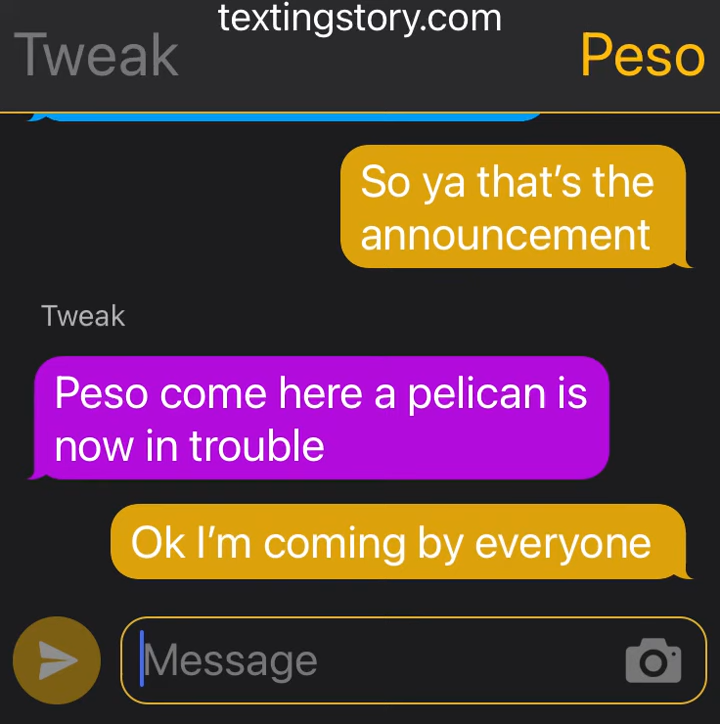 textingstory.com
Tweak
Peso
So ya that's the
announcement
Tweak
Peso come here a pelican is
now in trouble
Ok I'm coming by everyone
Message